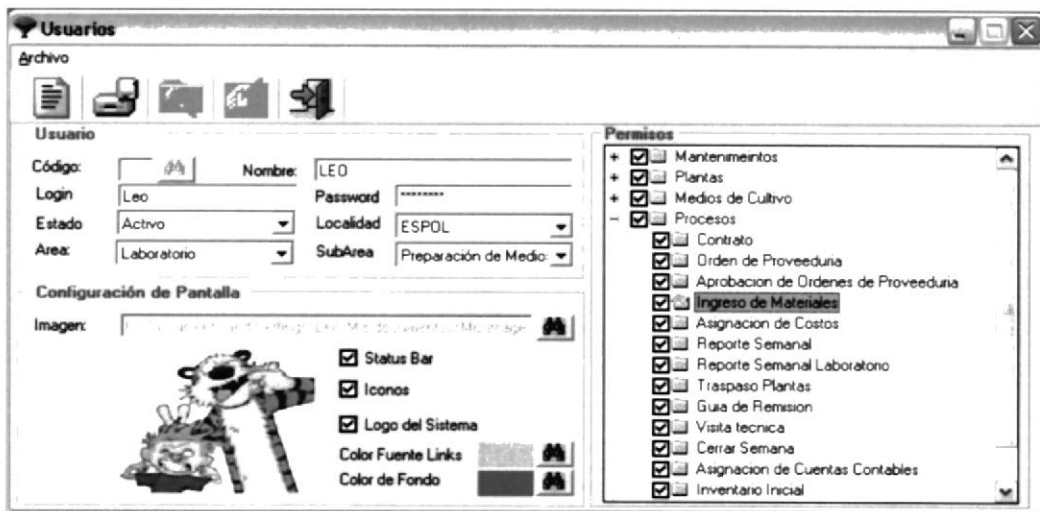 Usuarios
Archivo
Usuario
Código:
Nombre: LEO
Login Leo
Password ********
Estado Activo
Localidad ESPOL
Area: Laboratorio
SubArea Preparación de Medio:
Configuración de Pantalla
Imagen:
Status Bar
Iconos
Logo del Sistema
Color Fuente Links
Color de Fondo
Permisos
Mantenimeintos
Plantas
Medios de Cultivo
Procesos
Contrato
Orden de Proveeduria
Aprobacion de Ordenes de Proveeduria
Ingreso de Materiales
Asignacion de Costos
Reporte Semanal
Reporte Semanal Laboratorio
Traspaso Plantas
Guia de Remision
Visita tecnica
Cerrar Semana
Asignacion de Cuentas Contables
Inventario Inicial